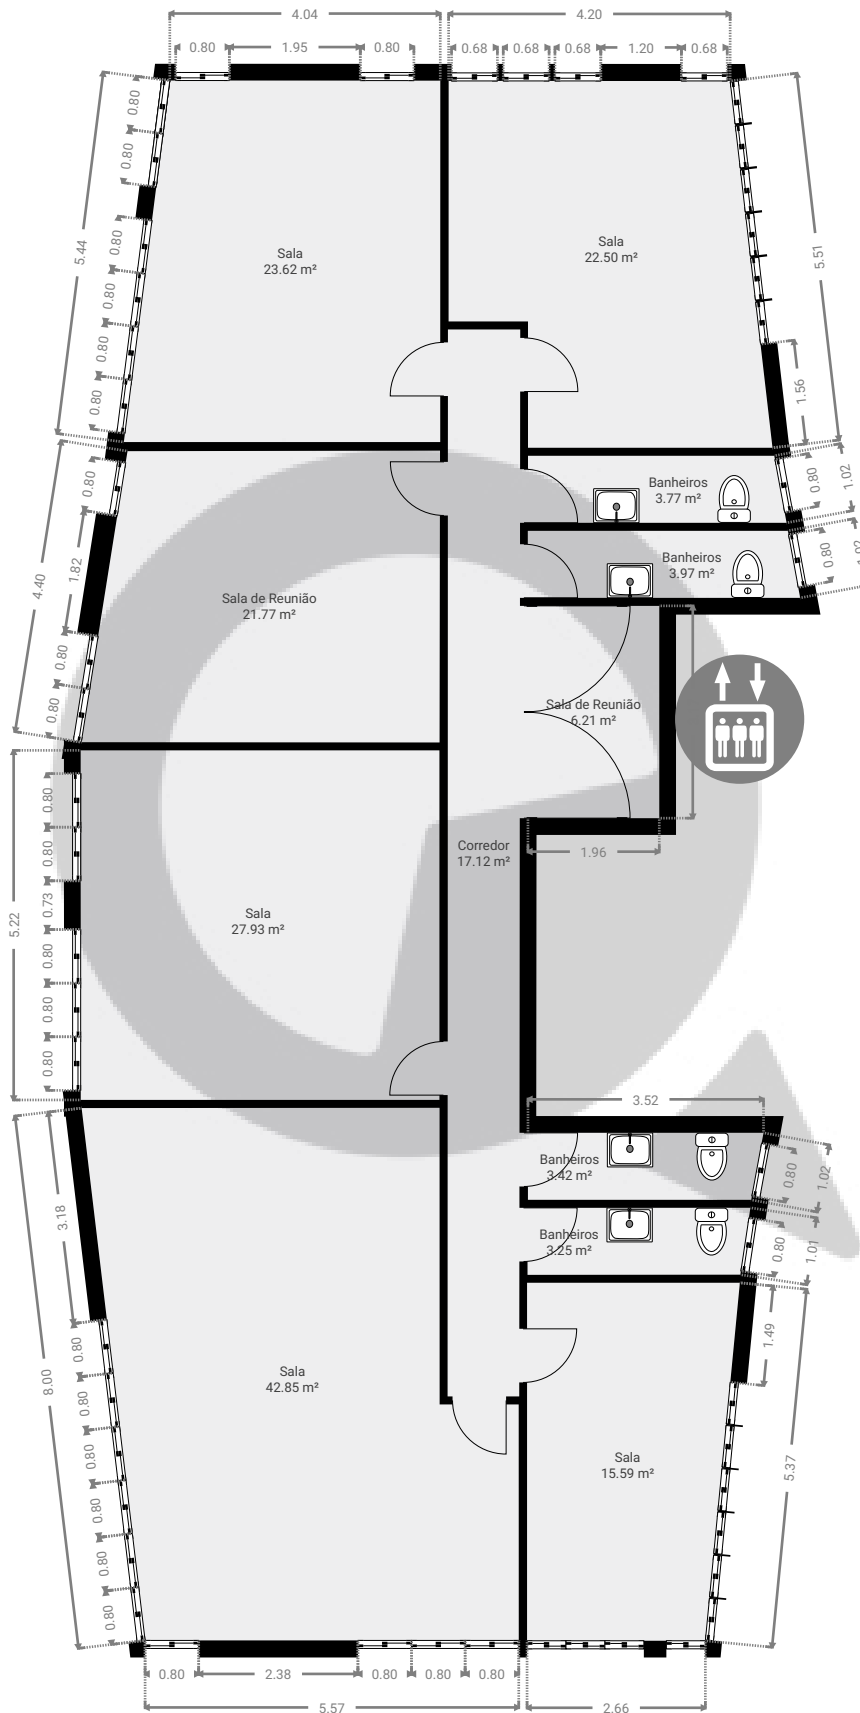 4.04
4.20
0.80
1.95
0.80
0.68
0.68
0.68
1.20
0.68
0.80
0.80
5.44
0.80
0.80
0.80
0.80
Sala
23.62 m²
Sala
22.50 m²
5.51
1.56
0.80
1.82
4.40
0.80
0.80
Banheiros
3.77 m²
0.80
1.02
Banheiros
3.97 m²
0.80
Sala de Reunião
21.77 m²
Sala de Reunião
6.21 m²
0.80
0.80
0.73
5.22
0.80
0.80
0.80
Corredor
17.12 m²
1.96
Sala
27.93 m²
3.52
Banheiros
3.42 m²
0.80
1.02
Banheiros
3.25 m²
0.80
1.01
3.18
1.49
0.80
8.00
0.80
0.80
0.80
0.80
0.80
Sala
42.85 m²
Sala
15.59 m²
5.37
0.80
2.38
0.80
0.80
0.80
5.57
2.66